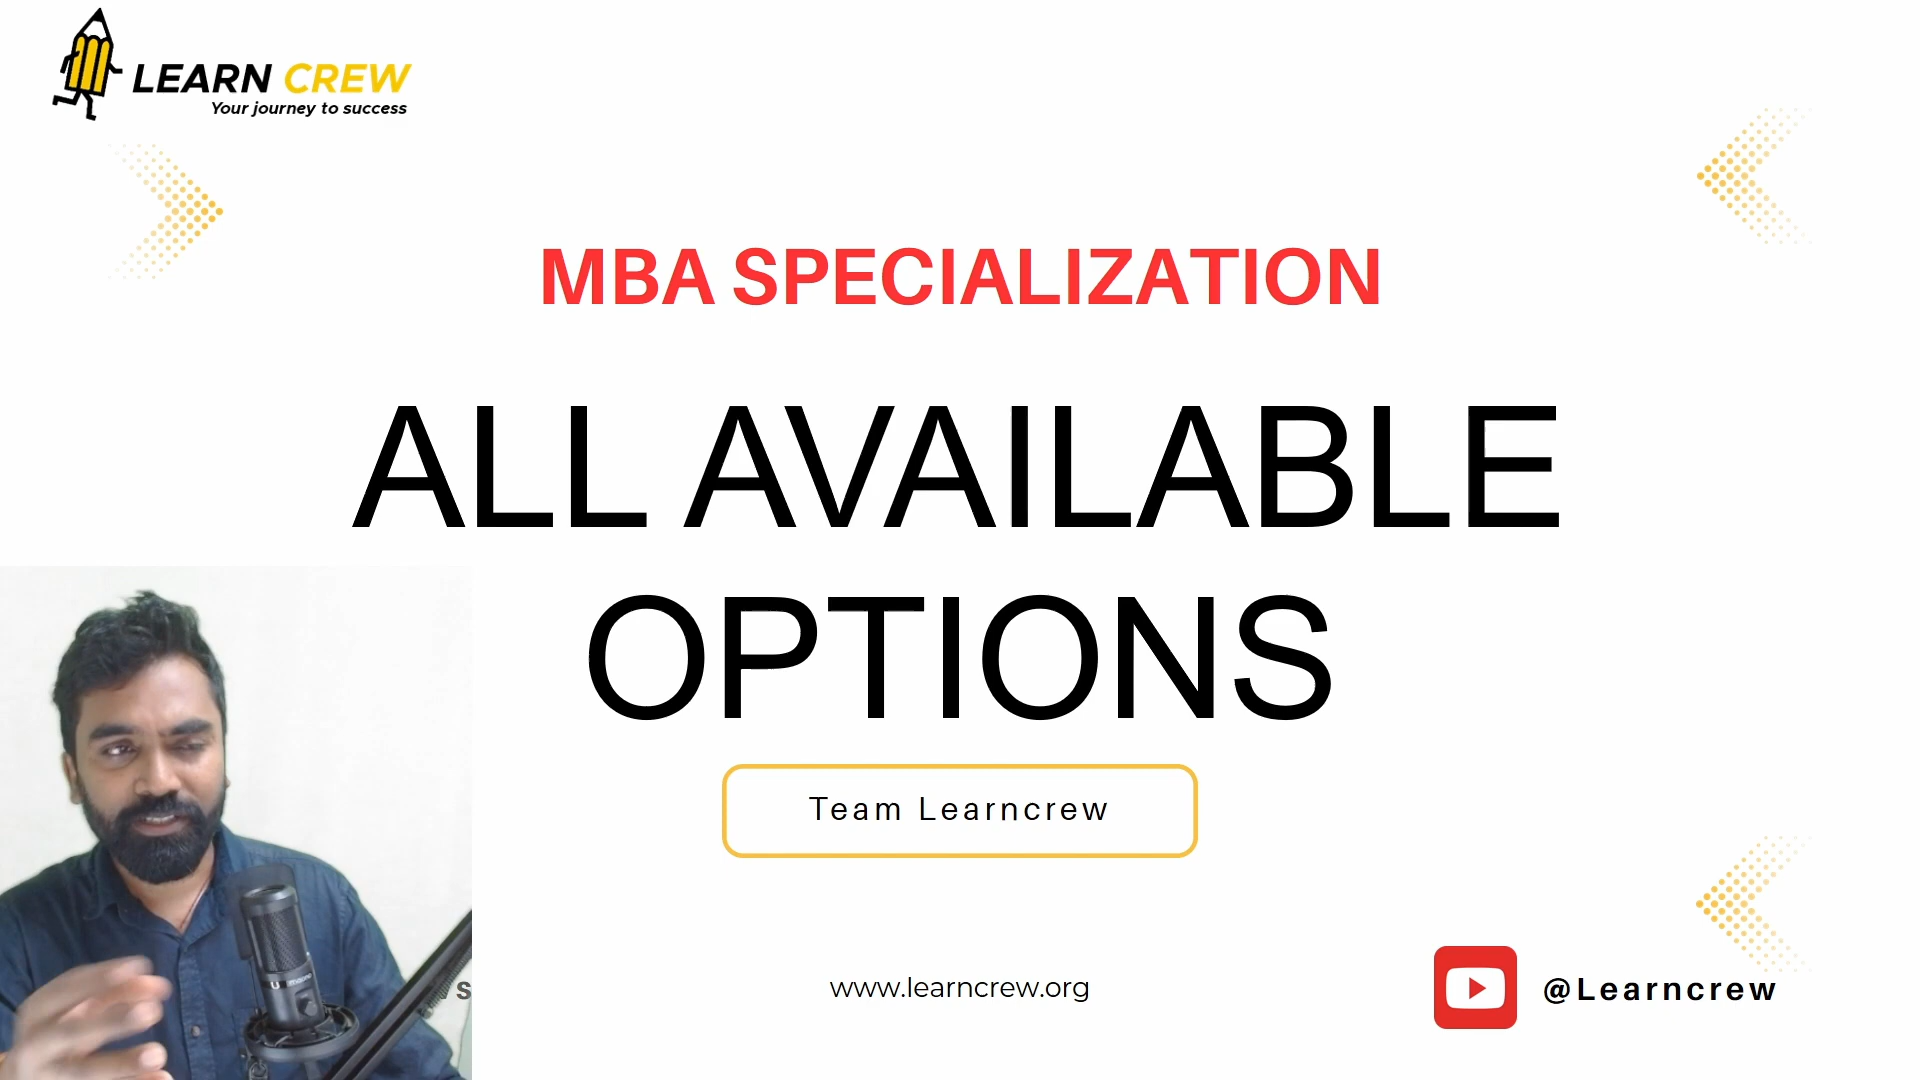 LEARN CREW
Your journey to success
MBA SPECIALIZATION
ALL AVAILABLE
OPTIONS
Team Learncrew
www.learncrew.org
@Learncrew